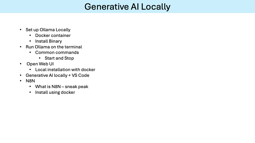 Generative AI Locally
Set up Ollama Locally
Docker container
Install Binary
Run Ollama on the terminal
Common commands
Start and Stop
Open Web UI
Local installation with docker
Generative AI locally + VS Code
N8N
What is N8N – sneak peak
Install using docker